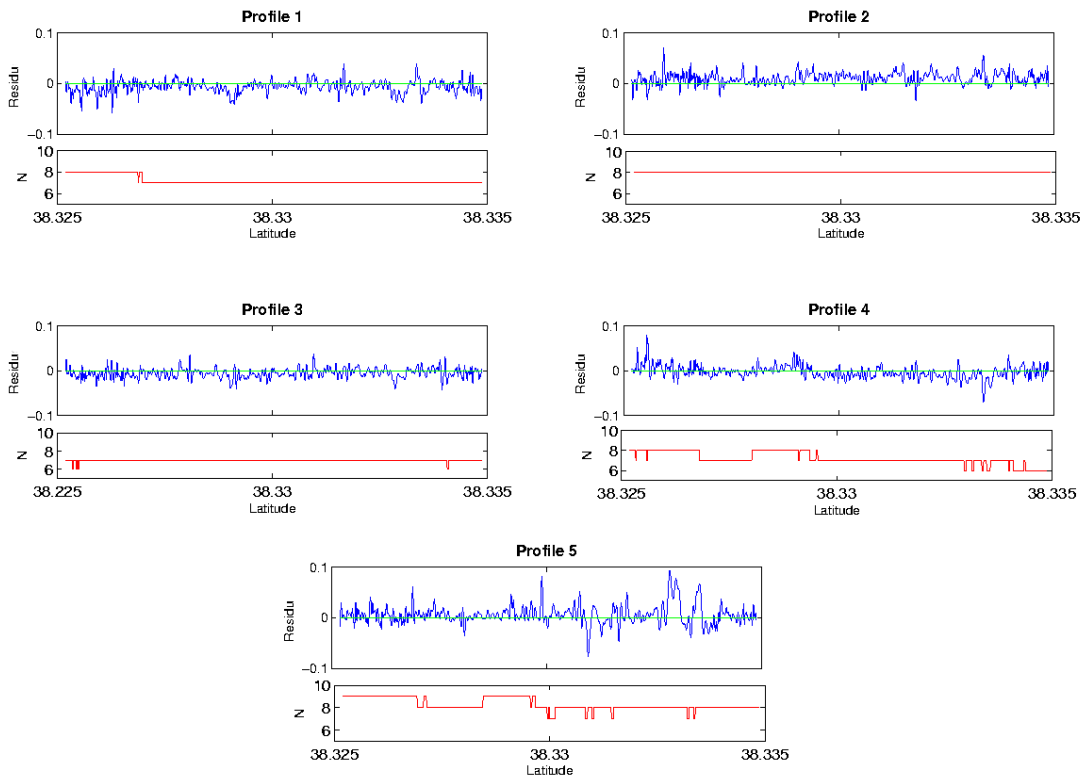 Profile 1
0.1
0
−0.1
Residu
10
8
6
N
38.325
38.33
38.335
Latitude
Profile 2
0.1
0
−0.1
Residu
10
8
6
N
38.325
38.33
38.335
Latitude
Profile 3
0.1
0
−0.1
Residu
10
8
6
N
38.225
38.33
38.335
Latitude
Profile 4
0.1
0
−0.1
Residu
10
8
6
N
38.325
38.33
38.335
Latitude
Profile 5
0.1
0
−0.1
Residu
10
8
6
N
38.325
38.33
38.335
Latitude